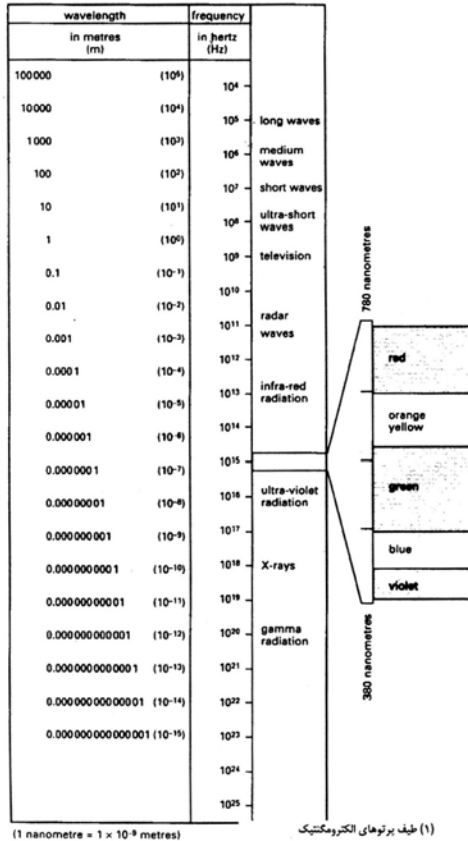 wavelength frequency
in metres in hertz
(m) (Hz)
100000 (10⁵)
10⁴
10000 (10⁴)
10⁵ long waves
1000 (10³)
10⁶ medium
waves
100 (10²)
10⁷ short waves
10 (10¹)
10⁸ ultra-short
waves
1 (10⁰)
10⁹ television
0.1 (10⁻¹)
10¹⁰
0.01 (10⁻²)
radar
10¹¹ waves
0.001 (10⁻³)
10¹²
0.0001 (10⁻⁴)
10¹³ infra-red
radiation
0.00001 (10⁻⁵)
10¹⁴
0.000001 (10⁻⁶)
10¹⁵
0.0000001 (10⁻⁷)
10¹⁶ ultra-violet
radiation
0.00000001 (10⁻⁸)
10¹⁷
0.000000001 (10⁻⁹)
10¹⁸ X-rays
0.0000000001 (10⁻¹⁰)
10¹⁹
0.00000000001 (10⁻¹¹)
10²⁰ gamma
radiation
0.000000000001 (10⁻¹²)
10²¹
0.0000000000001 (10⁻¹³)
10²²
0.00000000000001 (10⁻¹⁴)
10²³
0.000000000000001 (10⁻¹⁵)
10²⁴
10²⁵
780 nanometres
red
orange
yellow
green
blue
violet
380 nanometres
(1 nanometre = 1 × 10⁻⁹ metres)
(۱) طیف پرتوهای الکترومگنتیک